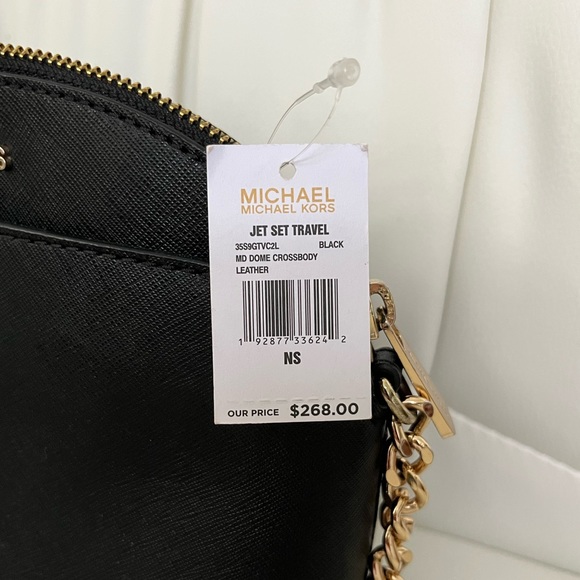 MICHAEL
MICHAEL KORS
JET SET TRAVEL
35S9GTVC2L BLACK
MD DOME CROSSBODY
LEATHER
1 92877 33624 2
NS
OUR PRICE $268.00